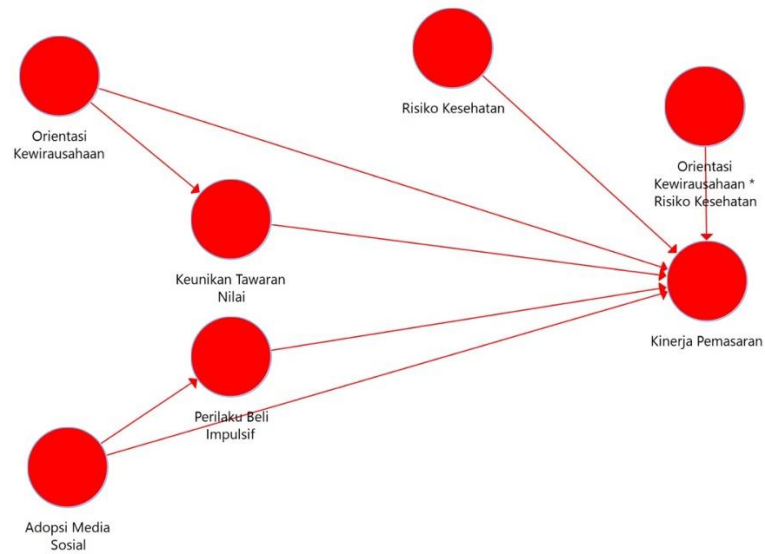 Orientasi
Kewirausahaan
Risiko Kesehatan
Orientasi
Kewirausahaan *
Risiko Kesehatan
Keunikan Tawaran
Nilai
Kinerja Pemasaran
Perilaku Beli
Impulsif
Adopsi Media
Sosial